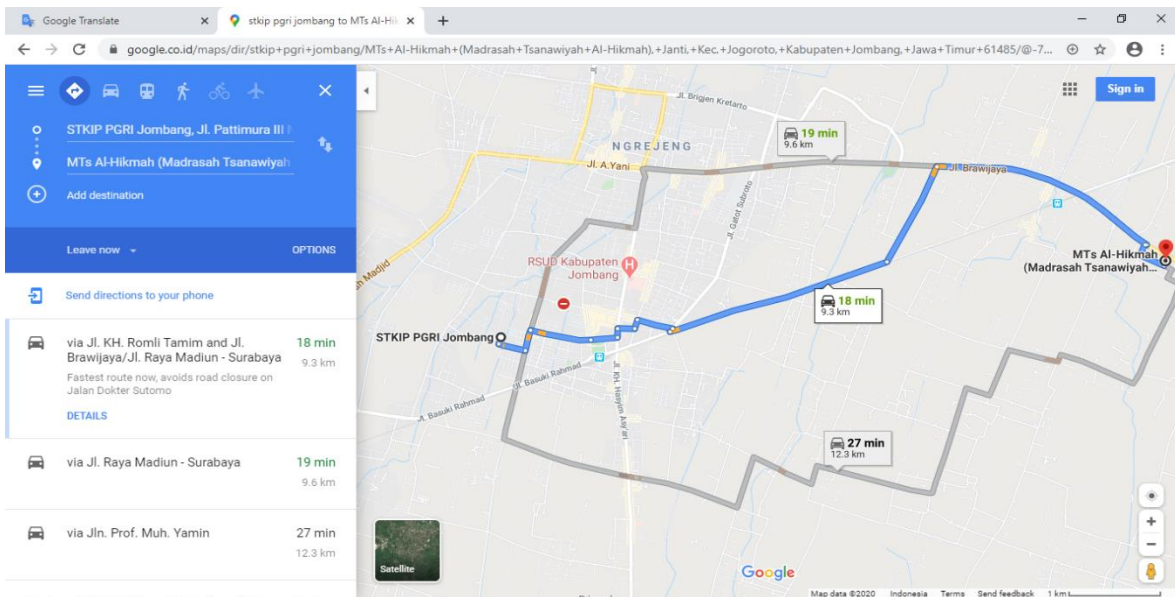 Google Translate
stkip pgri jombang to MTs Al-Hik
google.co.id/maps/dir/stkip+pgri+jombang/MTs+Al-Hikmah+(Madrasah+Tsanawiyah+Al-Hikmah),+Janti,+Kec.+Jogoroto,+Kabupaten+Jombang,+Jawa+Timur+61485/@-7...
Sign in
STKIP PGRI Jombang, Jl. Pattimura III
MTs Al-Hikmah (Madrasah Tsanawiyah
Add destination
Leave now
OPTIONS
Send directions to your phone
via Jl. KH. Romli Tamim and Jl.
Brawijaya/Jl. Raya Madiun - Surabaya
18 min
9.3 km
Fastest route now, avoids road closure on
Jalan Dokter Sutomo
DETAILS
via Jl. Raya Madiun - Surabaya
19 min
9.6 km
via Jln. Prof. Muh. Yamin
27 min
12.3 km
Jl. Brigjen Kretarto
19 min
9.6 km
NGREJENG
Jl. A.Yani
Jl. Brawijaya
Jl. Gatot Subroto
Madjid
RSUD Kabupaten
Jombang
H
MTs Al-Hikmah
(Madrasah Tsanawiyah...
18 min
9.3 km
STKIP PGRI Jombang
Jl. Basuki Rahmad
Jl. Basuki Rahmad
Jl. KH. Hasyim Asy'ari
27 min
12.3 km
Satellite
Google
Map data ©2020
Indonesia
Terms
Send feedback
1 km